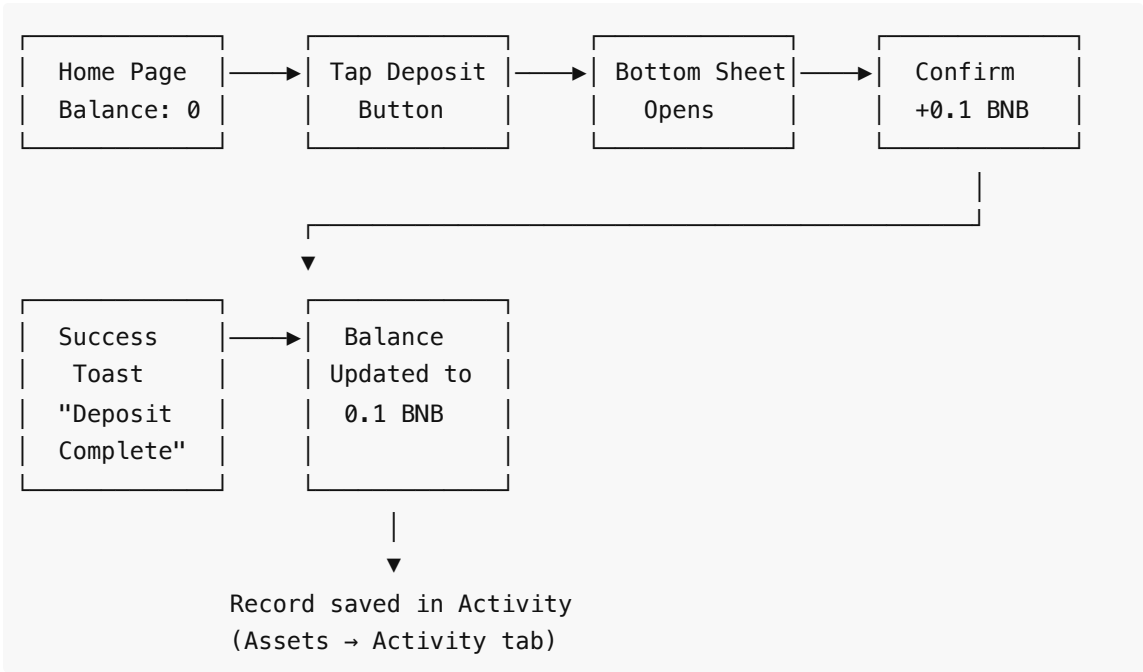 Home Page
Balance: 0
Tap Deposit
Button
Bottom Sheet
Opens
Confirm
+0.1 BNB
Success
Toast
"Deposit
Complete"
Balance
Updated to
0.1 BNB
Record saved in Activity
(Assets → Activity tab)